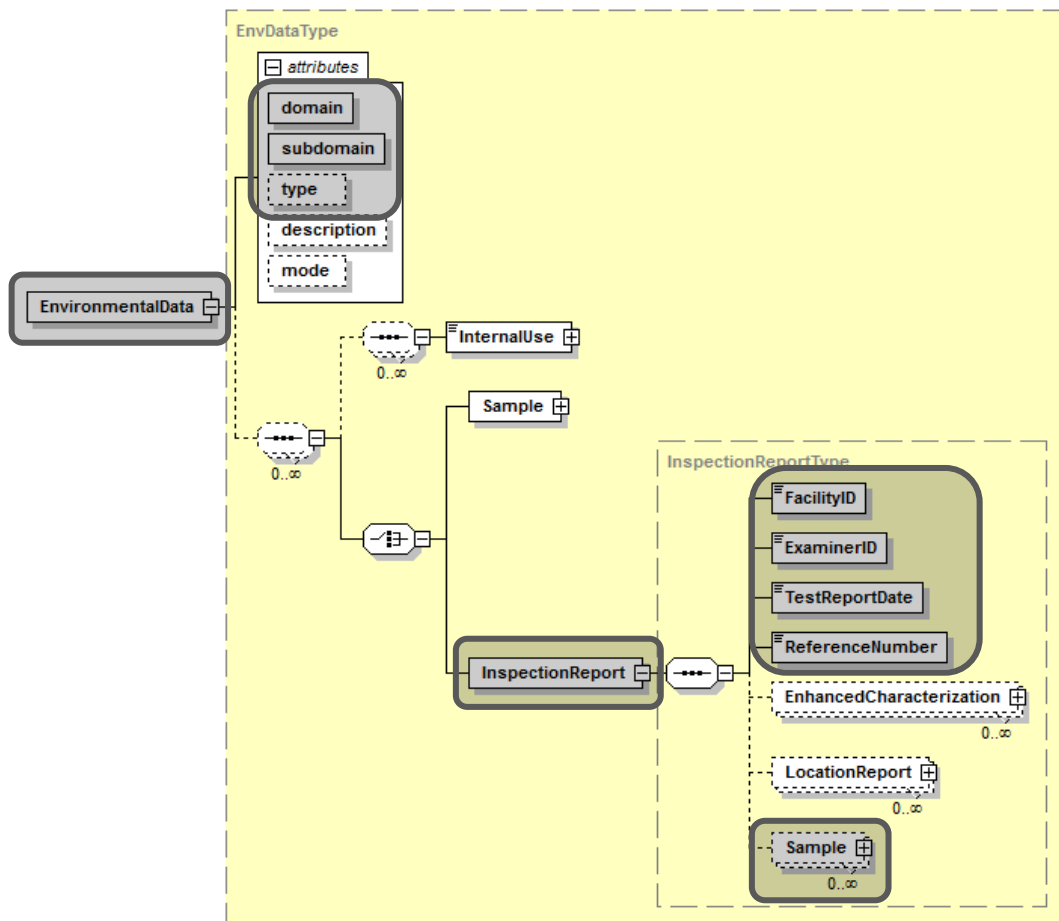 EnvDataType
attributes
domain
subdomain
type
description
mode
EnvironmentalData
InternalUse
0..∞
Sample
0..∞
InspectionReportType
FacilityID
ExaminerID
TestReportDate
ReferenceNumber
InspectionReport
EnhancedCharacterization
0..∞
LocationReport
0..∞
Sample
0..∞